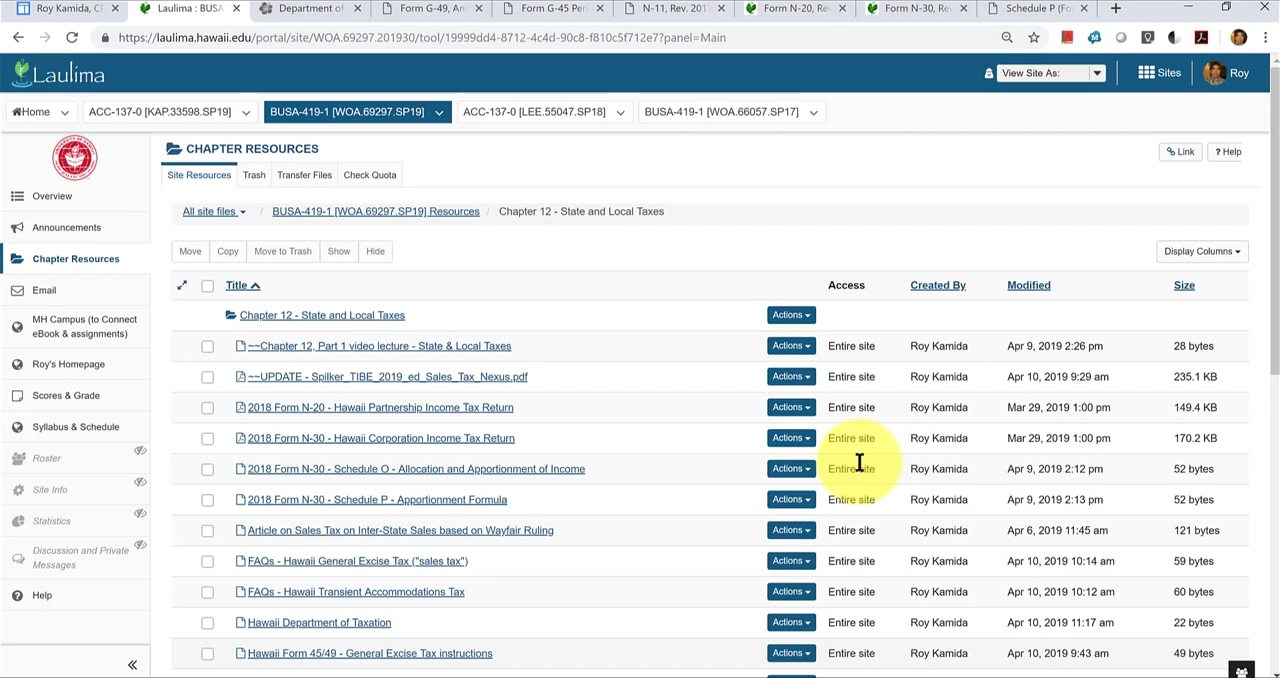 Roy Kamida, CP
Laulima : BUSA
Department of
Form G-49, An
Form G-45 Per
N-11, Rev. 201
Form N-20, Re
Form N-30, Re
Schedule P (Fo
https://laulima.hawaii.edu/portal/site/WOA.69297.201930/tool/19999dd4-8712-4c4d-90c8-f810c5f712e7?panel=Main
Laulima
View Site As:
Sites
Roy
Home
ACC-137-0 [KAP.33598.SP19]
BUSA-419-1 [WOA.69297.SP19]
ACC-137-0 [LEE.55047.SP18]
BUSA-419-1 [WOA.66057.SP17]
CHAPTER RESOURCES
Link
? Help
Site Resources Trash Transfer Files Check Quota
Overview
Announcements
Chapter Resources
Email
MH Campus (to Connect
eBook & assignments)
Roy's Homepage
Scores & Grade
Syllabus & Schedule
Roster
Site Info
Statistics
Discussion and Private
Messages
Help
All site files / BUSA-419-1 [WOA.69297.SP19] Resources / Chapter 12 - State and Local Taxes
Move Copy Move to Trash Show Hide
Display Columns
Title Access Created By Modified Size
Chapter 12 - State and Local Taxes Actions
~~Chapter 12, Part 1 video lecture - State & Local Taxes Actions Entire site Roy Kamida Apr 9, 2019 2:26 pm 28 bytes
~~UPDATE - Spilker_TIBE_2019_ed_Sales_Tax_Nexus.pdf Actions Entire site Roy Kamida Apr 10, 2019 9:29 am 235.1 KB
2018 Form N-20 - Hawaii Partnership Income Tax Return Actions Entire site Roy Kamida Mar 29, 2019 1:00 pm 149.4 KB
2018 Form N-30 - Hawaii Corporation Income Tax Return Actions Entire site Roy Kamida Mar 29, 2019 1:00 pm 170.2 KB
2018 Form N-30 - Schedule O - Allocation and Apportionment of Income Actions Entire site Roy Kamida Apr 9, 2019 2:12 pm 52 bytes
2018 Form N-30 - Schedule P - Apportionment Formula Actions Entire site Roy Kamida Apr 9, 2019 2:13 pm 52 bytes
Article on Sales Tax on Inter-State Sales based on Wayfair Ruling Actions Entire site Roy Kamida Apr 6, 2019 11:45 am 121 bytes
FAQs - Hawaii General Excise Tax ("sales tax") Actions Entire site Roy Kamida Apr 10, 2019 10:14 am 59 bytes
FAQs - Hawaii Transient Accommodations Tax Actions Entire site Roy Kamida Apr 10, 2019 10:12 am 60 bytes
Hawaii Department of Taxation Actions Entire site Roy Kamida Apr 10, 2019 11:17 am 22 bytes
Hawaii Form 45/49 - General Excise Tax instructions Actions Entire site Roy Kamida Apr 10, 2019 9:43 am 49 bytes